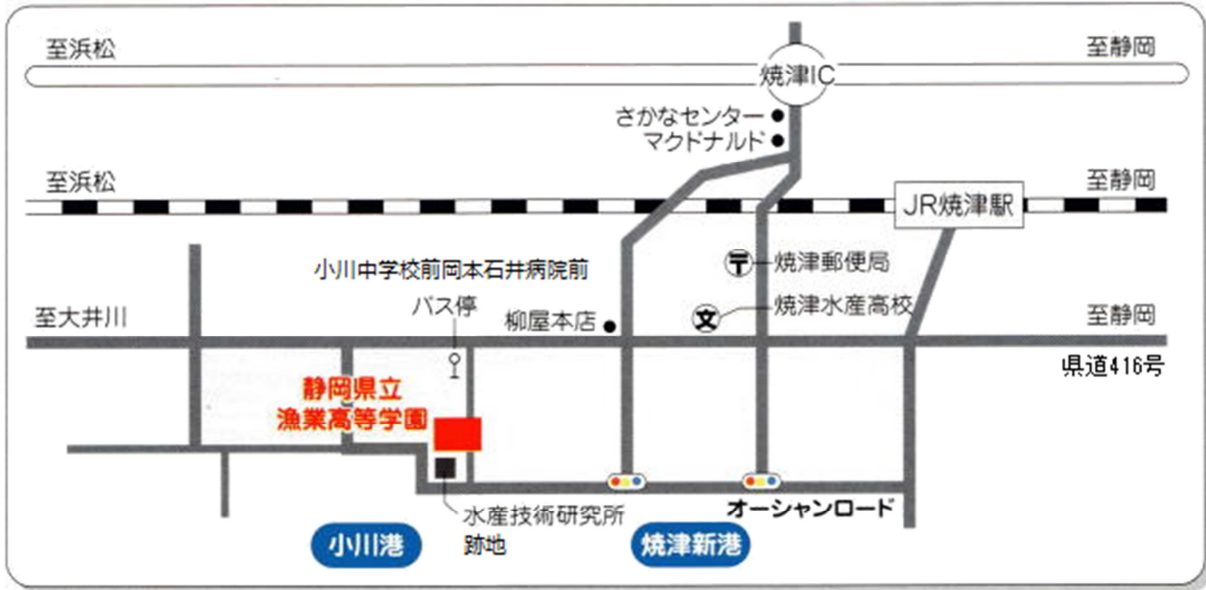 至浜松
至静岡
焼津IC
さかなセンター
マクドナルド
至浜松
至静岡
JR焼津駅
小川中学校前岡本石井病院前
バス停
〒
焼津郵便局
文
焼津水産高校
至大井川
柳屋本店
至静岡
県道416号
静岡県立
漁業高等学園
オーシャンロード
水産技術研究所
跡地
小川港
焼津新港